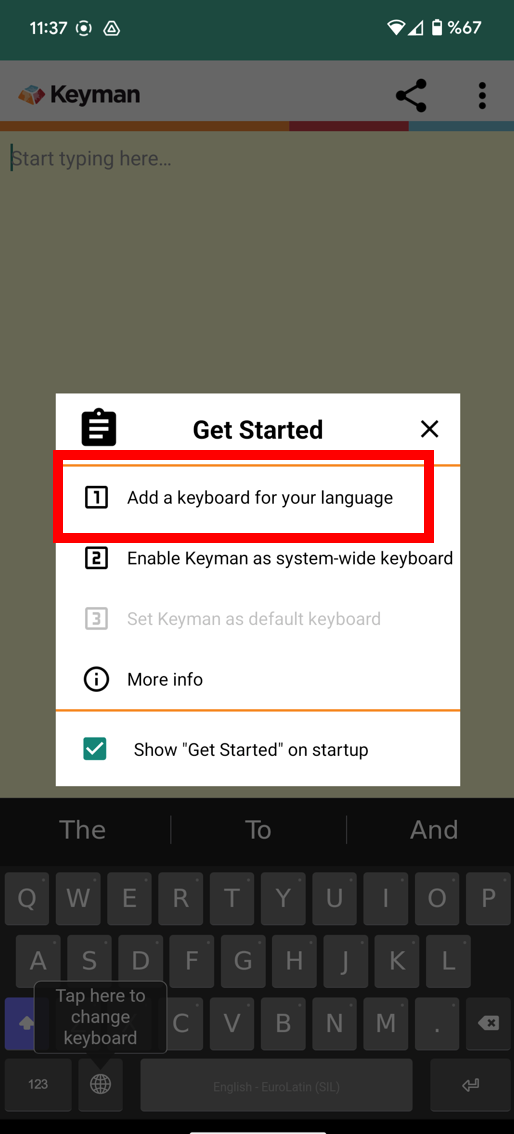 11:37 %67
Keyman
Start typing here...
Get Started
1 Add a keyboard for your language
2 Enable Keyman as system-wide keyboard
3 Set Keyman as default keyboard
More info
Show "Get Started" on startup
The To And
Q W E R T Y U I O P
A S D F G H J K L
Tap here to
change
keyboard
C V B N M .
123 English - EuroLatin (SIL)